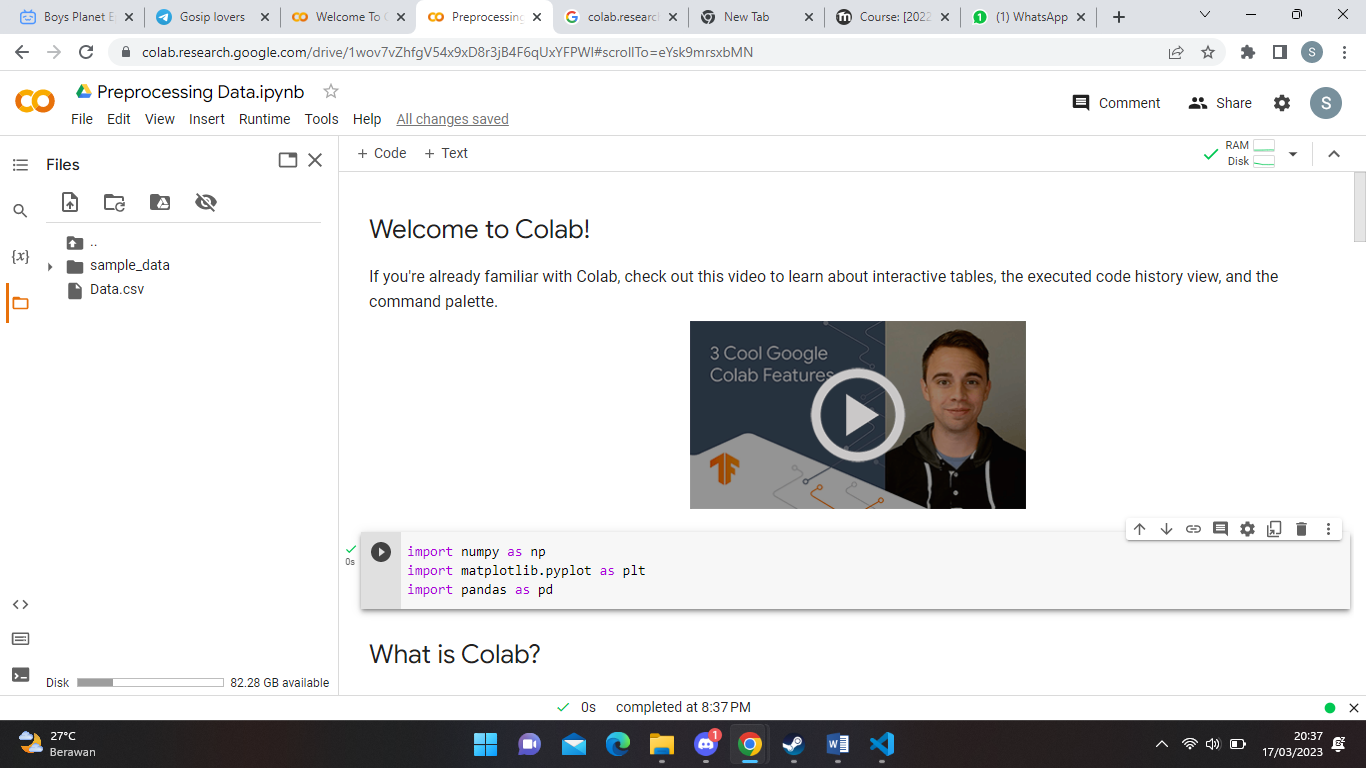 Boys Planet E
Gosip lovers
Welcome To C
Preprocessing
colab.researc
New Tab
Course: [2022
(1) WhatsApp
colab.research.google.com/drive/1wov7vZhfgV54x9xD8r3jB4F6qUxYFPWl#scrollTo=eYsk9mrsxbMN
S
Preprocessing Data.ipynb
File Edit View Insert Runtime Tools Help All changes saved
Comment
Share
S
Files
+ Code + Text
RAM
Disk
{x}
..
sample_data
Data.csv
Welcome to Colab!
If you're already familiar with Colab, check out this video to learn about interactive tables, the executed code history view, and the
command palette.
3 Cool Google
Colab Features
0s
import numpy as np
import matplotlib.pyplot as plt
import pandas as pd
What is Colab?
Disk
82.28 GB available
0s completed at 8:37 PM
27°C
Berawan
1
20:37
17/03/2023